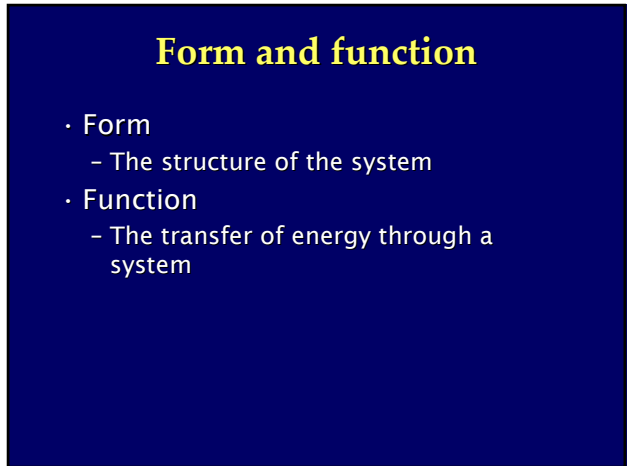 Form and function
· Form
– The structure of the system
· Function
– The transfer of energy through a
system